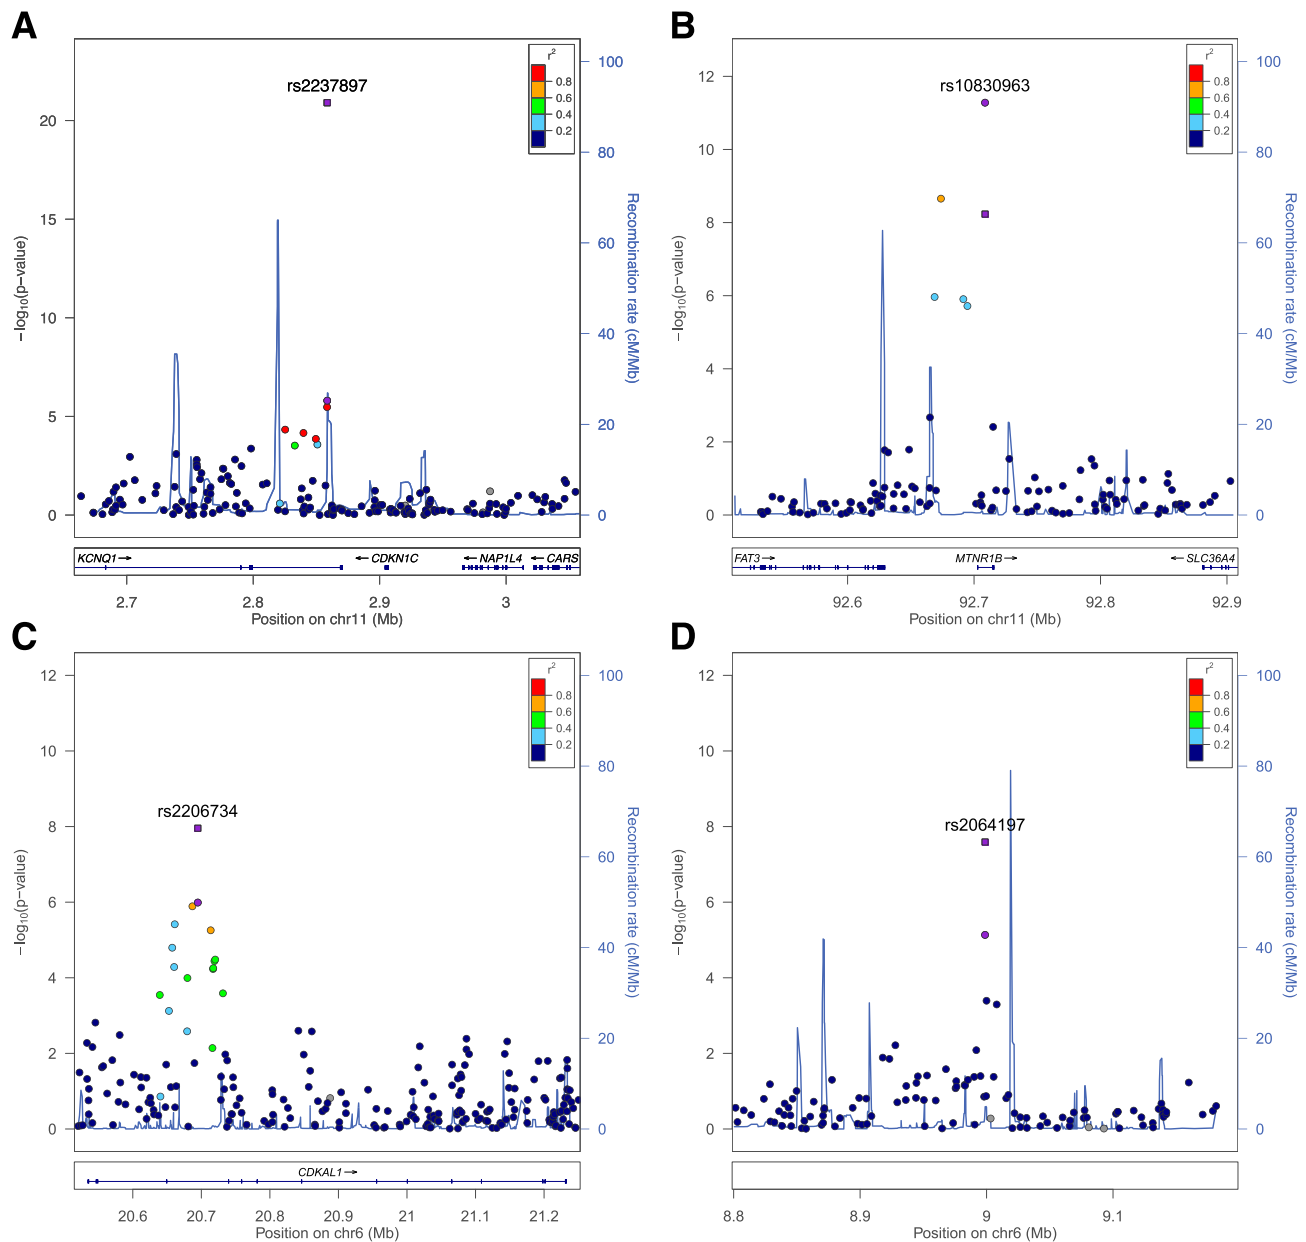 A
rs2237897
r2
0.8
0.6
0.4
0.2
−log10(p−value)
20
15
10
5
0
Recombination rate (cM/Mb)
100
80
60
40
20
0
KCNQ1
CDKN1C
NAP1L4
CARS
2.7 2.8 2.9 3
Position on chr11 (Mb)
B
rs10830963
r2
0.8
0.6
0.4
0.2
−log10(p−value)
12
10
8
6
4
2
0
Recombination rate (cM/Mb)
100
80
60
40
20
0
FAT3
MTNR1B
SLC36A4
92.6 92.7 92.8 92.9
Position on chr11 (Mb)
C
rs2206734
r2
0.8
0.6
0.4
0.2
−log10(p−value)
12
10
8
6
4
2
0
Recombination rate (cM/Mb)
100
80
60
40
20
0
CDKAL1
20.6 20.7 20.8 20.9 21 21.1 21.2
Position on chr6 (Mb)
D
rs2064197
r2
0.8
0.6
0.4
0.2
−log10(p−value)
12
10
8
6
4
2
0
Recombination rate (cM/Mb)
100
80
60
40
20
0
8.8 8.9 9 9.1
Position on chr6 (Mb)